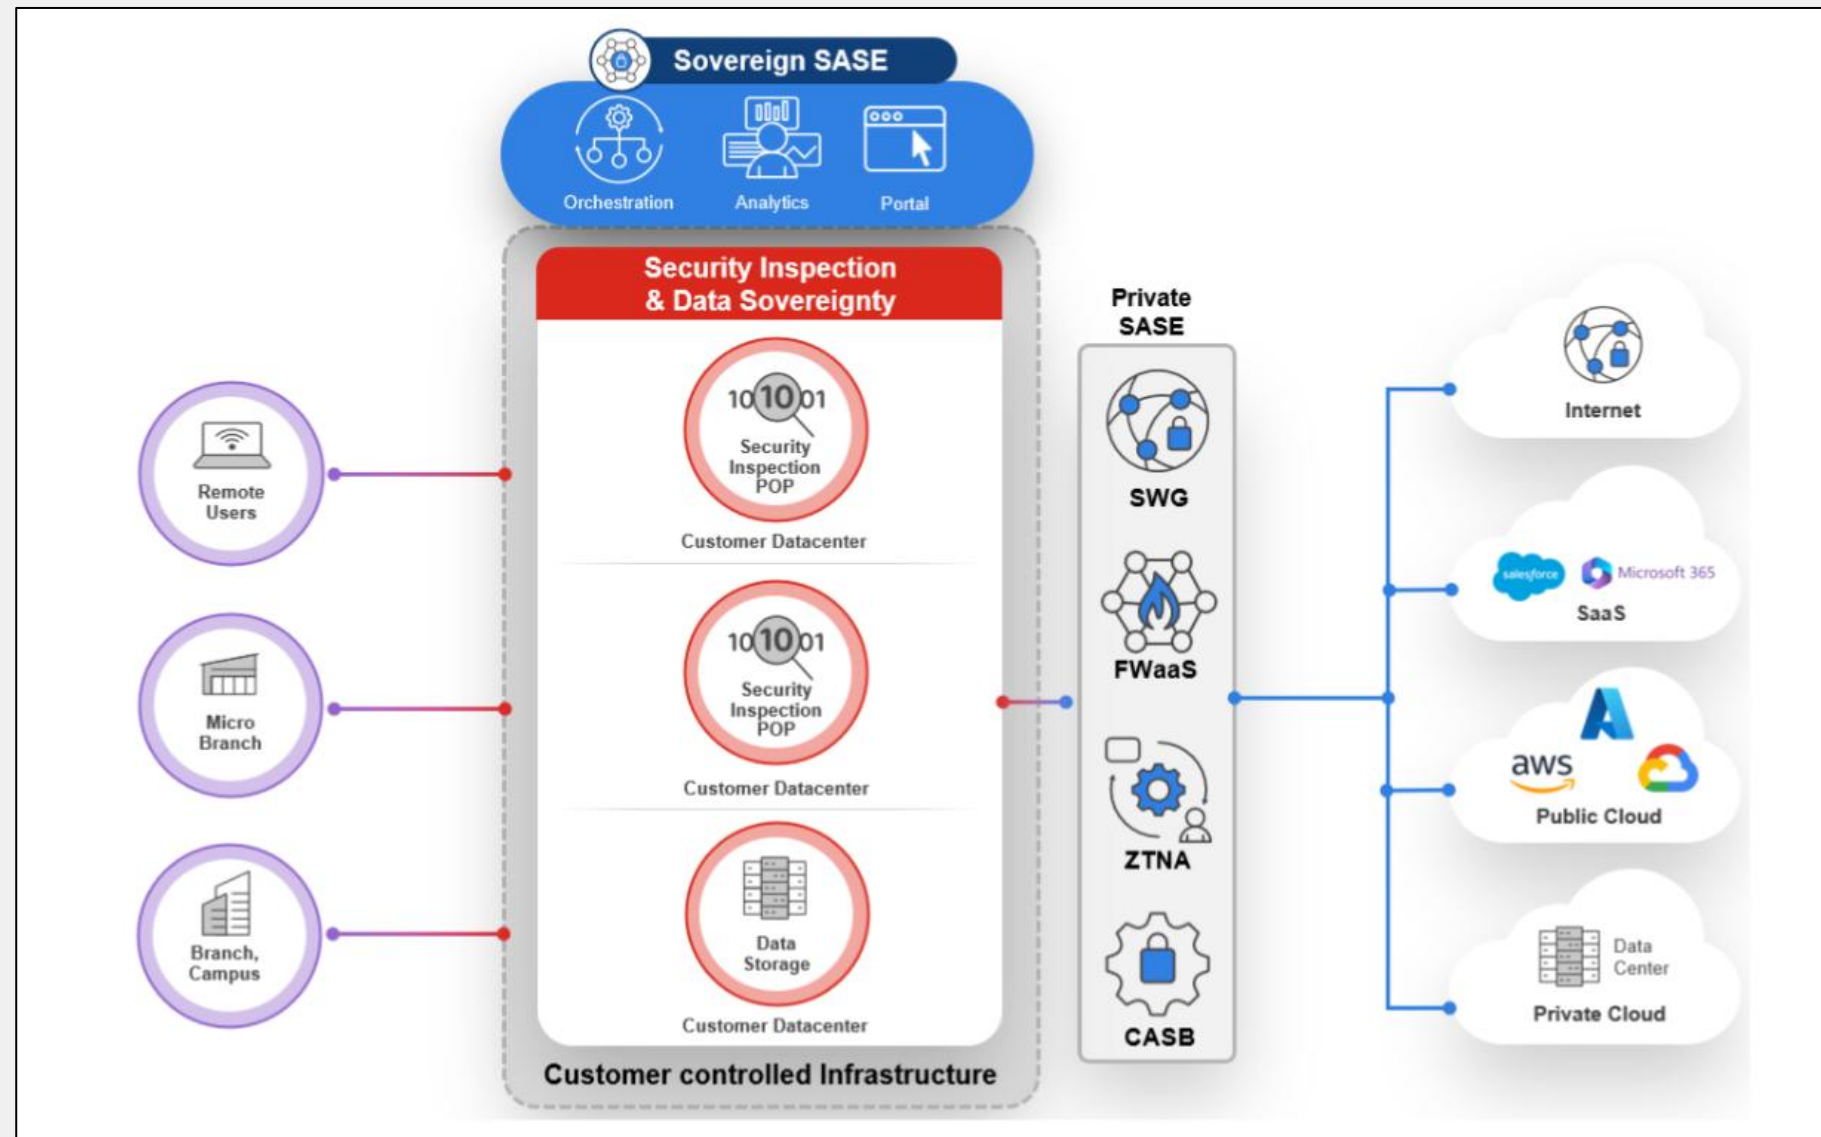 Sovereign SASE
Orchestration
Analytics
Portal
Security Inspection
& Data Sovereignty
10 10 01
Security
Inspection
POP
Customer Datacenter
10 10 01
Security
Inspection
POP
Customer Datacenter
Data
Storage
Customer Datacenter
Customer controlled Infrastructure
Remote
Users
Micro
Branch
Branch,
Campus
Private
SASE
SWG
FWaaS
ZTNA
CASB
Internet
salesforce
Microsoft 365
SaaS
aws
Public Cloud
Data
Center
Private Cloud